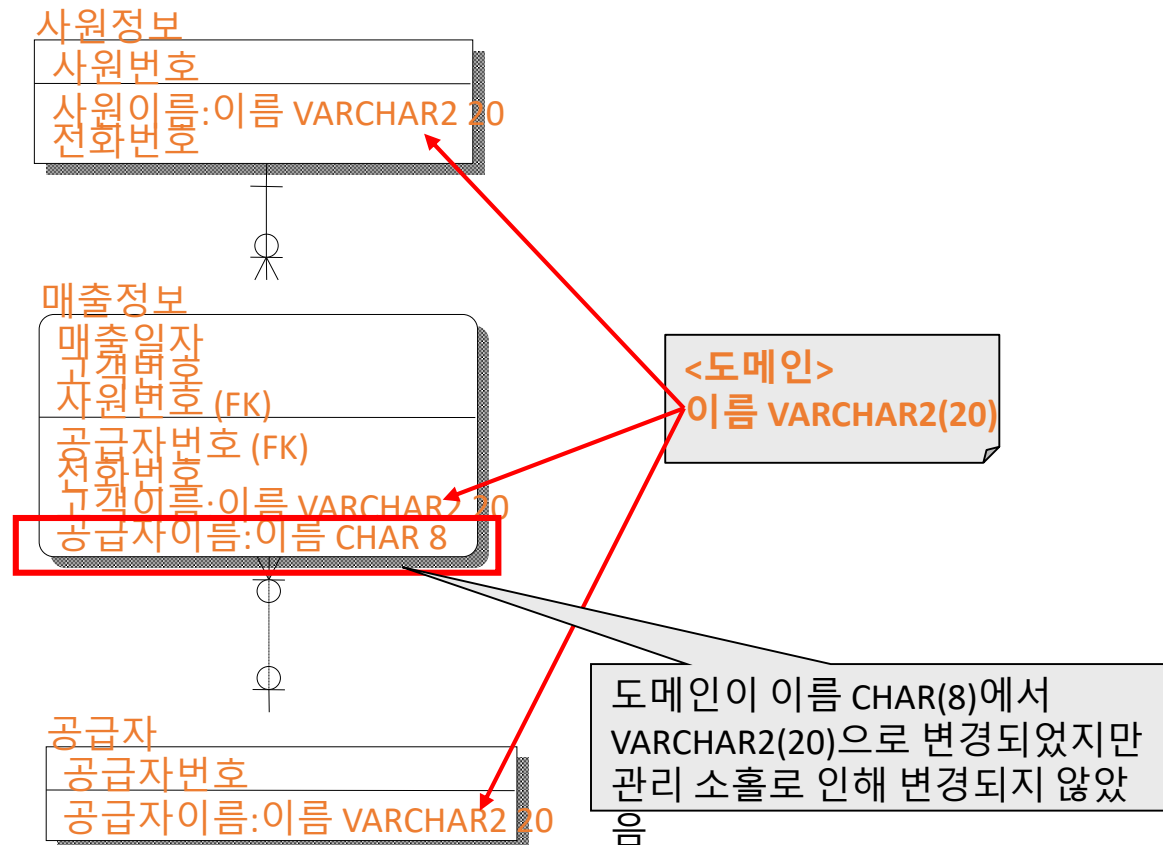 사원정보
사원번호
사원이름:이름 VARCHAR2 20
전화번호
매출정보
매출일자
고객번호
사원번호 (FK)
공급자번호 (FK)
전화번호
고객이름:이름 VARCHAR2 20
공급자이름:이름 CHAR 8
<도메인>
이름 VARCHAR2(20)
도메인이 이름 CHAR(8)에서
VARCHAR2(20)으로 변경되었지만
관리 소홀로 인해 변경되지 않았
음
공급자
공급자번호
공급자이름:이름 VARCHAR2 20